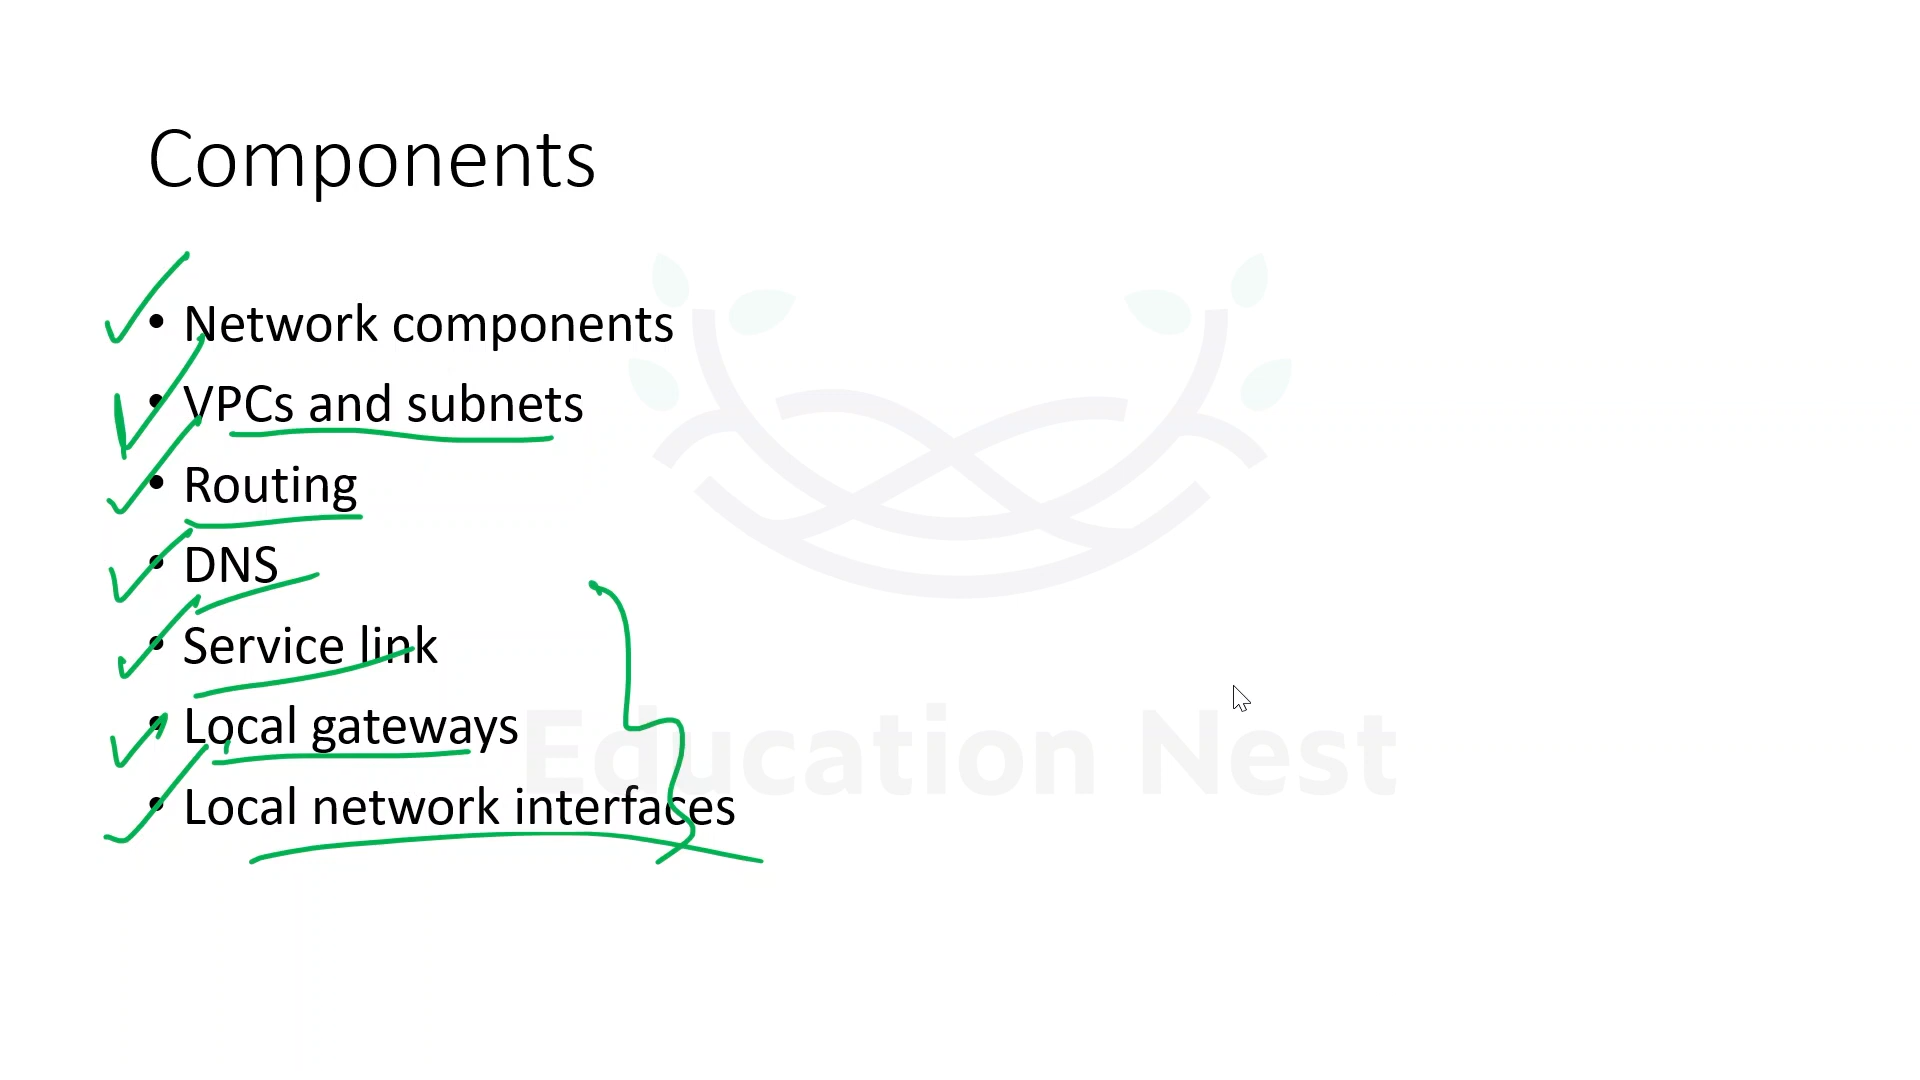 Components
• Network components
• VPCs and subnets
• Routing
• DNS
• Service link
• Local gateways
• Local network interfaces
Education Nest